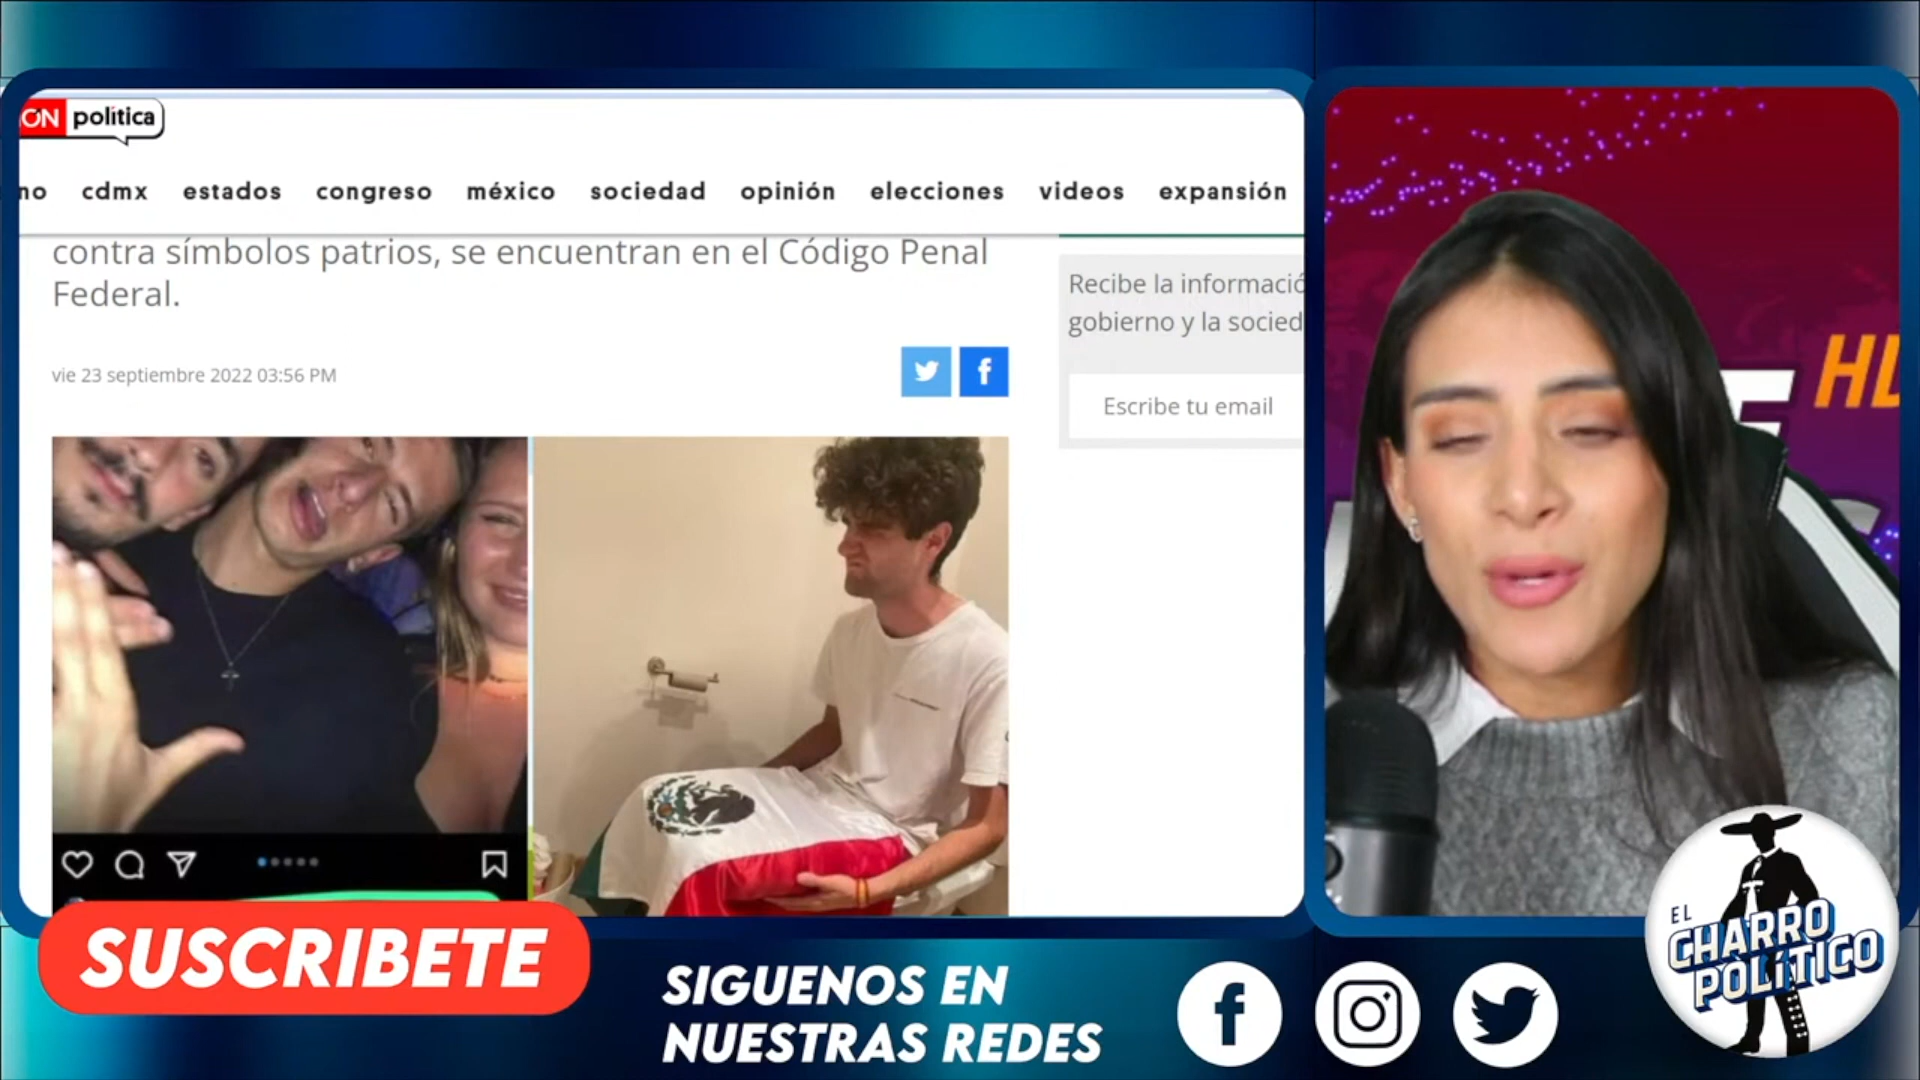 ÓN política
no cdmx estados congreso méxico sociedad opinión elecciones videos expansión
contra símbolos patrios, se encuentran en el Código Penal
Federal.
vie 23 septiembre 2022 03:56 PM
Recibe la informació
gobierno y la socied
Escribe tu email
SUSCRIBETE
SIGUENOS EN
NUESTRAS REDES
EL
CHARRO
POLÍTICO